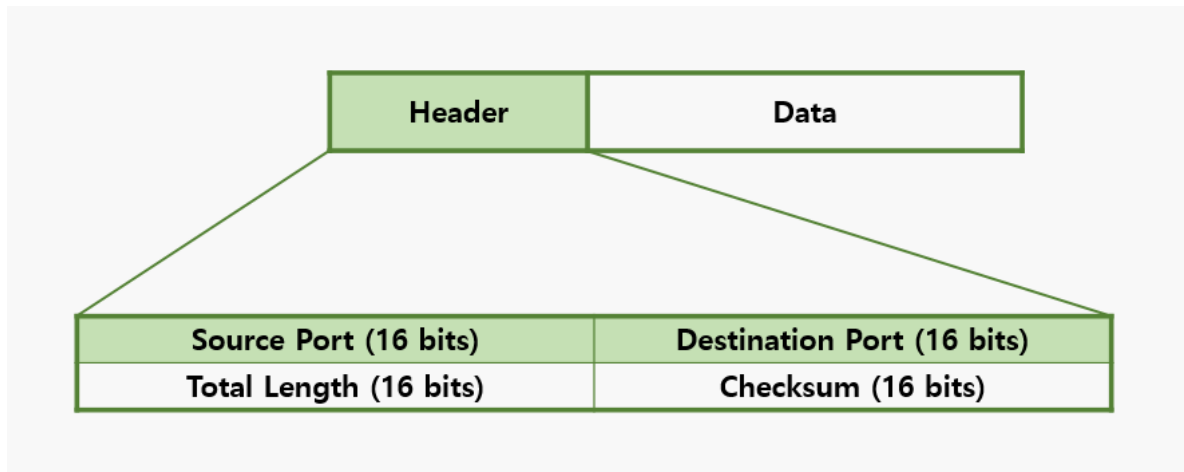 Header Data
Source Port (16 bits) Destination Port (16 bits)
Total Length (16 bits) Checksum (16 bits)